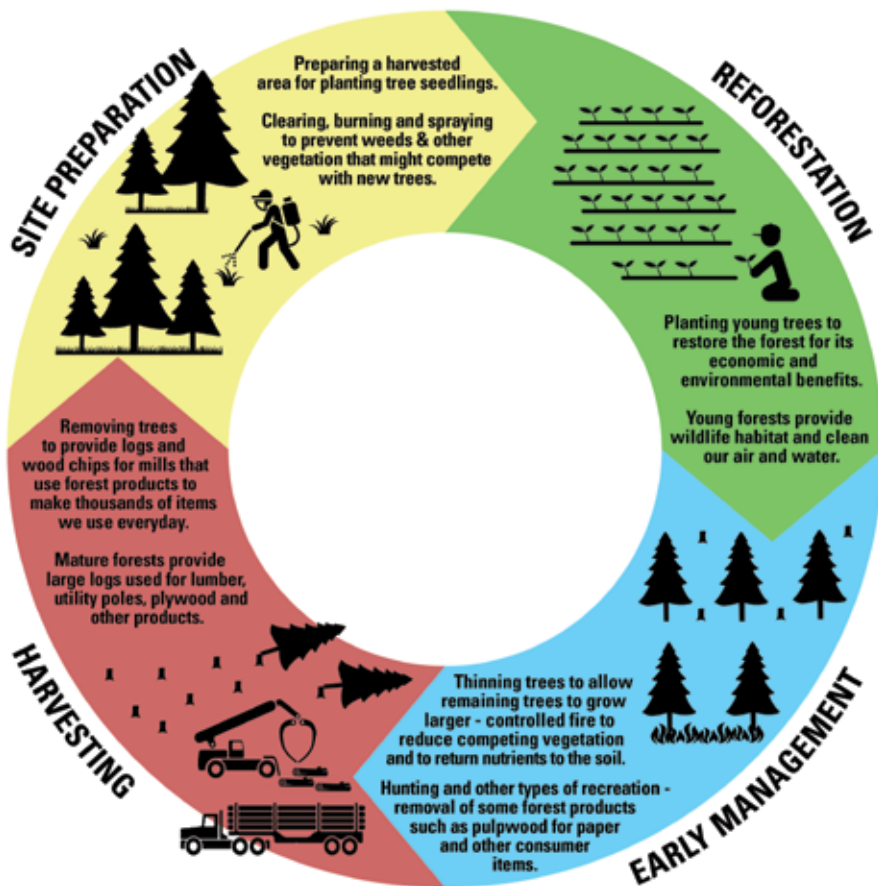 SITE PREPARATION
Preparing a harvested
area for planting tree seedlings.
Clearing, burning and spraying
to prevent weeds & other
vegetation that might compete
with new trees.
REFORESTATION
Planting young trees to
restore the forest for its
economic and
environmental benefits.
Young forests provide
wildlife habitat and clean
our air and water.
EARLY MANAGEMENT
Thinning trees to allow
remaining trees to grow
larger - controlled fire to
reduce competing vegetation
and to return nutrients to the soil.
Hunting and other types of recreation -
removal of some forest products
such as pulpwood for paper
and other consumer
items.
HARVESTING
Removing trees
to provide logs and
wood chips for mills that
use forest products to
make thousands of items
we use everyday.
Mature forests provide
large logs used for lumber,
utility poles, plywood and
other products.